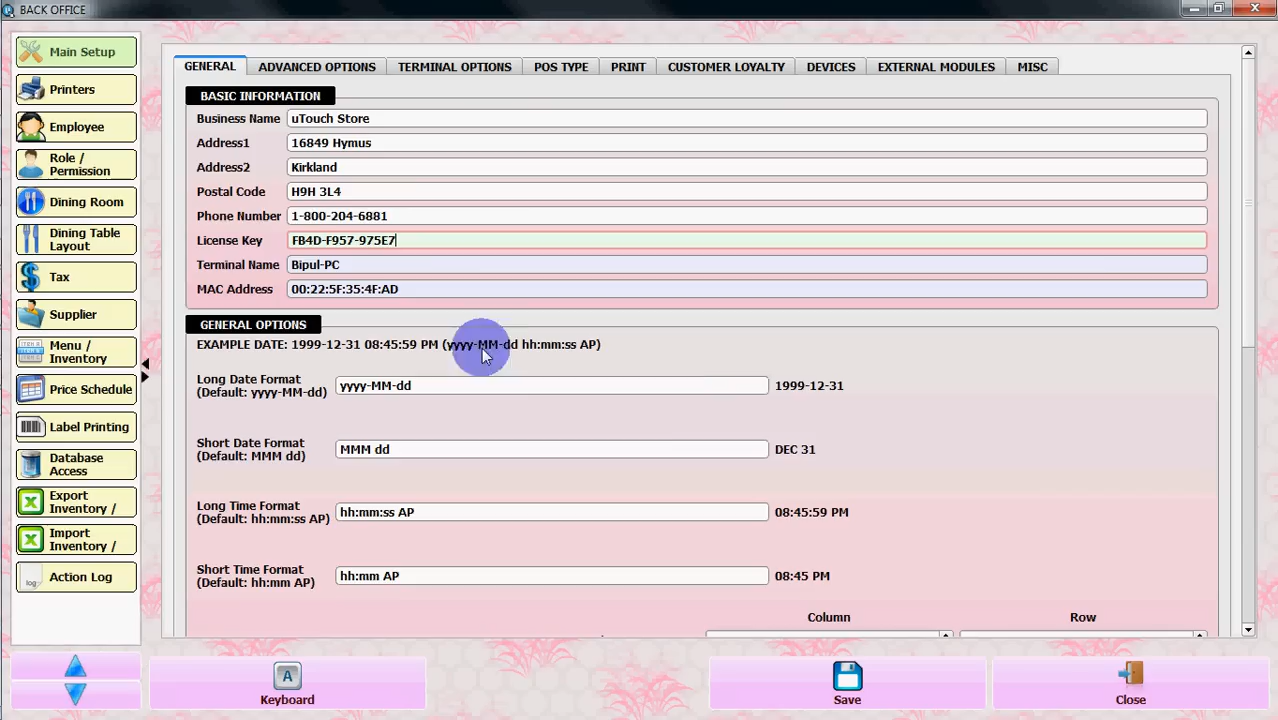 BACK OFFICE
Main Setup
Printers
Employee
Role /
Permission
Dining Room
Dining Table
Layout
Tax
Supplier
Menu /
Inventory
Price Schedule
Label Printing
Database
Access
Export
Inventory /
Import
Inventory /
log
Action Log
GENERAL ADVANCED OPTIONS TERMINAL OPTIONS POS TYPE PRINT CUSTOMER LOYALTY DEVICES EXTERNAL MODULES MISC
BASIC INFORMATION
Business Name uTouch Store
Address1 16849 Hymus
Address2 Kirkland
Postal Code H9H 3L4
Phone Number 1-800-204-6881
License Key FB4D-F957-975E7
Terminal Name Bipul-PC
MAC Address 00:22:5F:35:4F:AD
GENERAL OPTIONS
EXAMPLE DATE: 1999-12-31 08:45:59 PM (yyyy-MM-dd hh:mm:ss AP)
Long Date Format
(Default: yyyy-MM-dd) yyyy-MM-dd 1999-12-31
Short Date Format
(Default: MMM dd) MMM dd DEC 31
Long Time Format
(Default: hh:mm:ss AP) hh:mm:ss AP 08:45:59 PM
Short Time Format
(Default: hh:mm AP) hh:mm AP 08:45 PM
Column Row
A
Keyboard Save Close